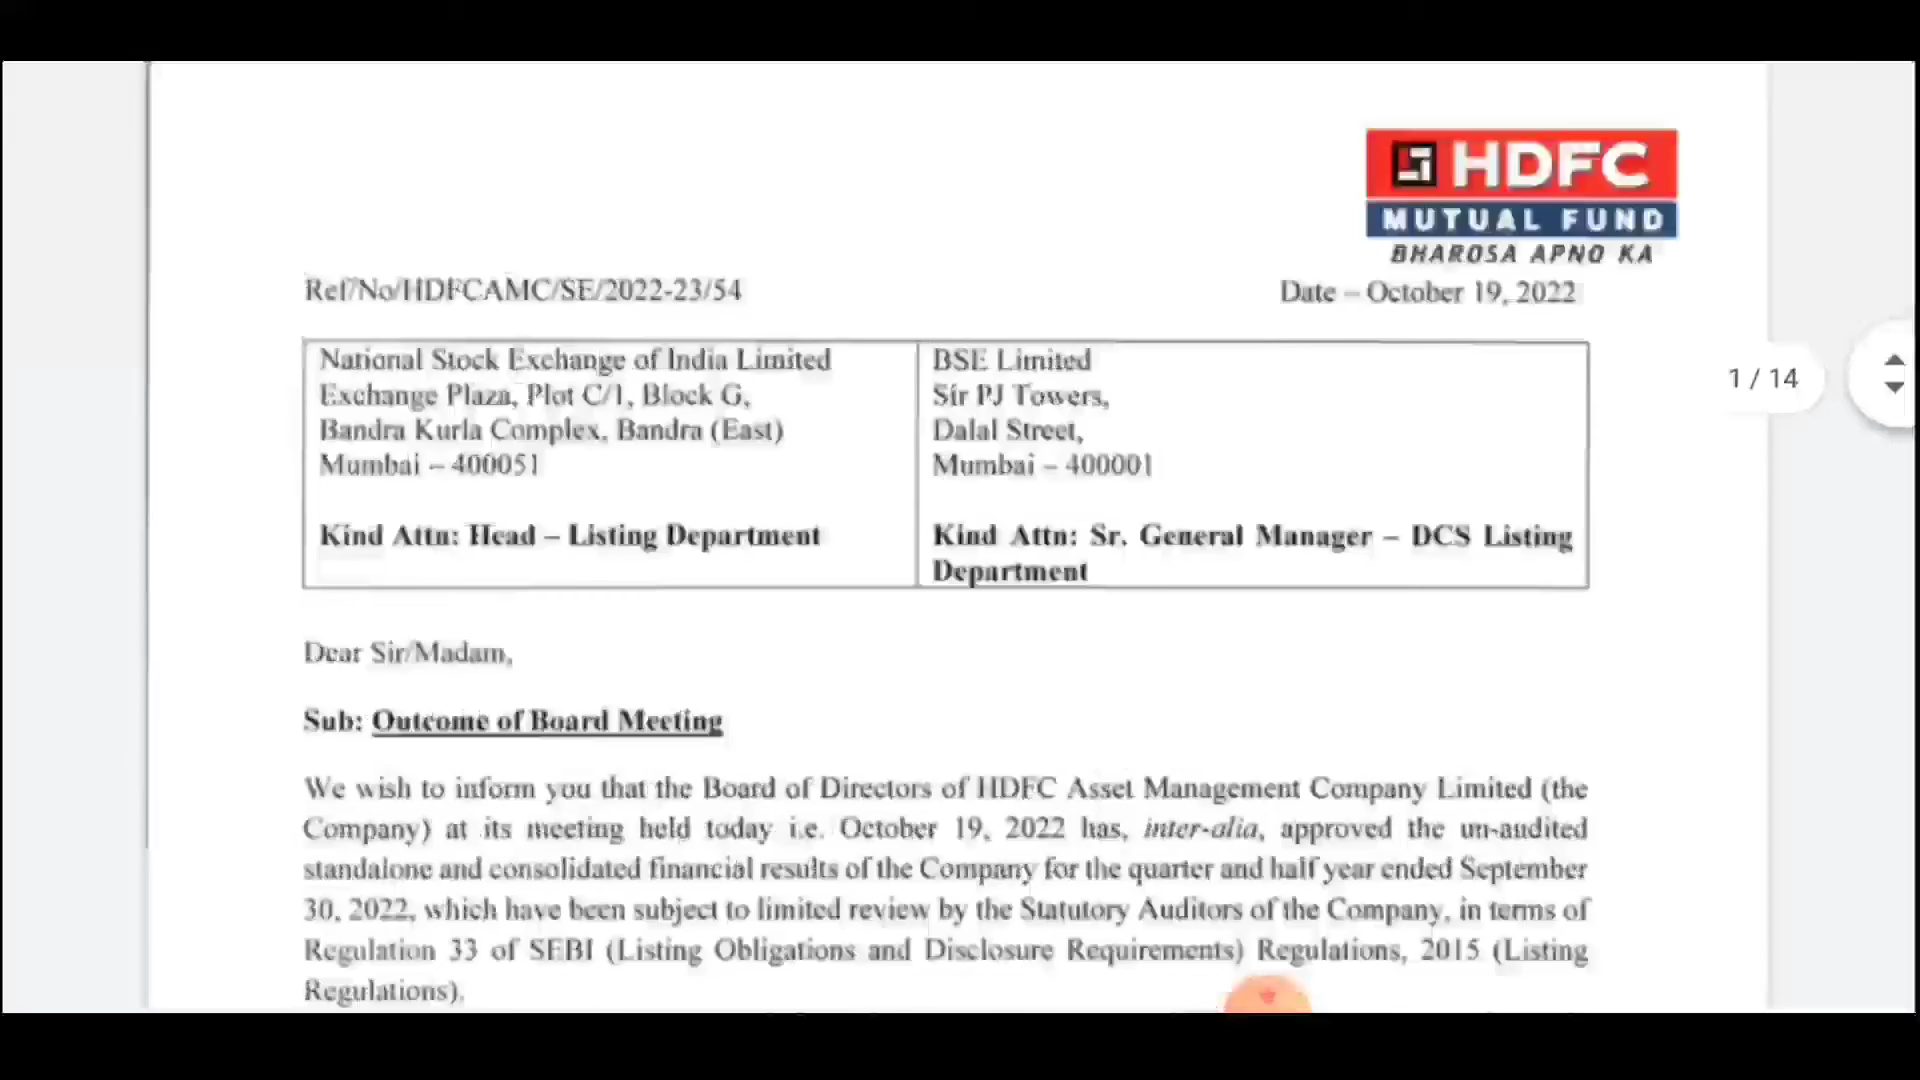 HDFC
MUTUAL FUND
BHAROSA APNO KA
Ref/No/HDFCAMC/SE/2022-23/54
Date – October 19, 2022
National Stock Exchange of India Limited
Exchange Plaza, Plot C/1, Block G,
Bandra Kurla Complex, Bandra (East)
Mumbai – 400051
Kind Attn: Head – Listing Department
BSE Limited
Sir PJ Towers,
Dalal Street,
Mumbai – 400001
Kind Attn: Sr. General Manager – DCS Listing
Department
1 / 14
Dear Sir/Madam,
Sub: Outcome of Board Meeting
We wish to inform you that the Board of Directors of HDFC Asset Management Company Limited (the
Company) at its meeting held today i.e. October 19, 2022 has, inter-alia, approved the un-audited
standalone and consolidated financial results of the Company for the quarter and half year ended September
30, 2022, which have been subject to limited review by the Statutory Auditors of the Company, in terms of
Regulation 33 of SEBI (Listing Obligations and Disclosure Requirements) Regulations, 2015 (Listing
Regulations).